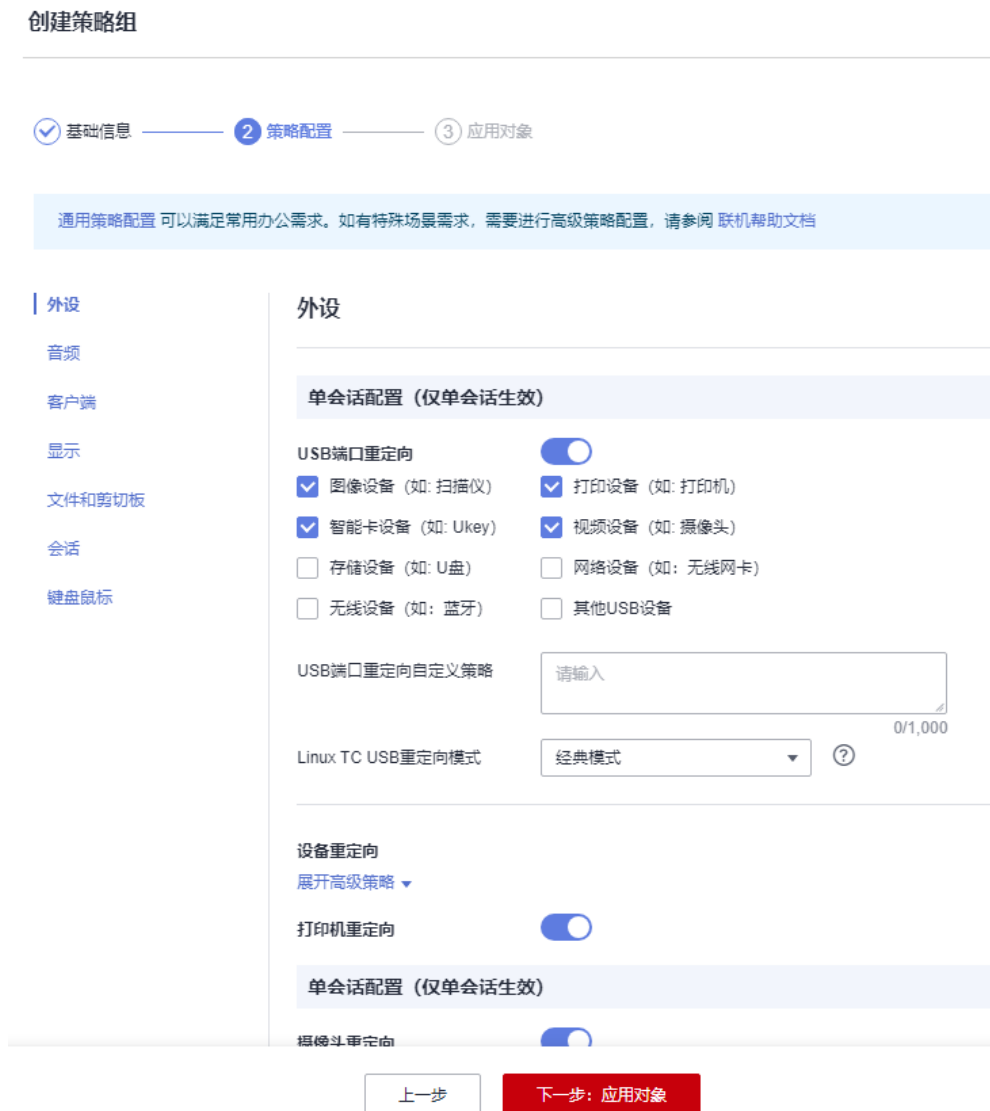 创建策略组
基础信息 2 策略配置 3 应用对象
通用策略配置 可以满足常用办公需求。如有特殊场景需求，需要进行高级策略配置，请参阅 联机帮助文档
外设
音频
客户端
显示
文件和剪切板
会话
键盘鼠标
外设
单会话配置（仅单会话生效）
USB端口重定向
图像设备（如: 扫描仪） 打印设备（如: 打印机）
智能卡设备（如: Ukey） 视频设备（如: 摄像头）
存储设备（如: U盘） 网络设备（如：无线网卡）
无线设备（如：蓝牙） 其他USB设备
USB端口重定向自定义策略 请输入
0/1,000
Linux TC USB重定向模式 经典模式 ?
设备重定向
展开高级策略
打印机重定向
单会话配置（仅单会话生效）
摄像头重定向
上一步 下一步：应用对象